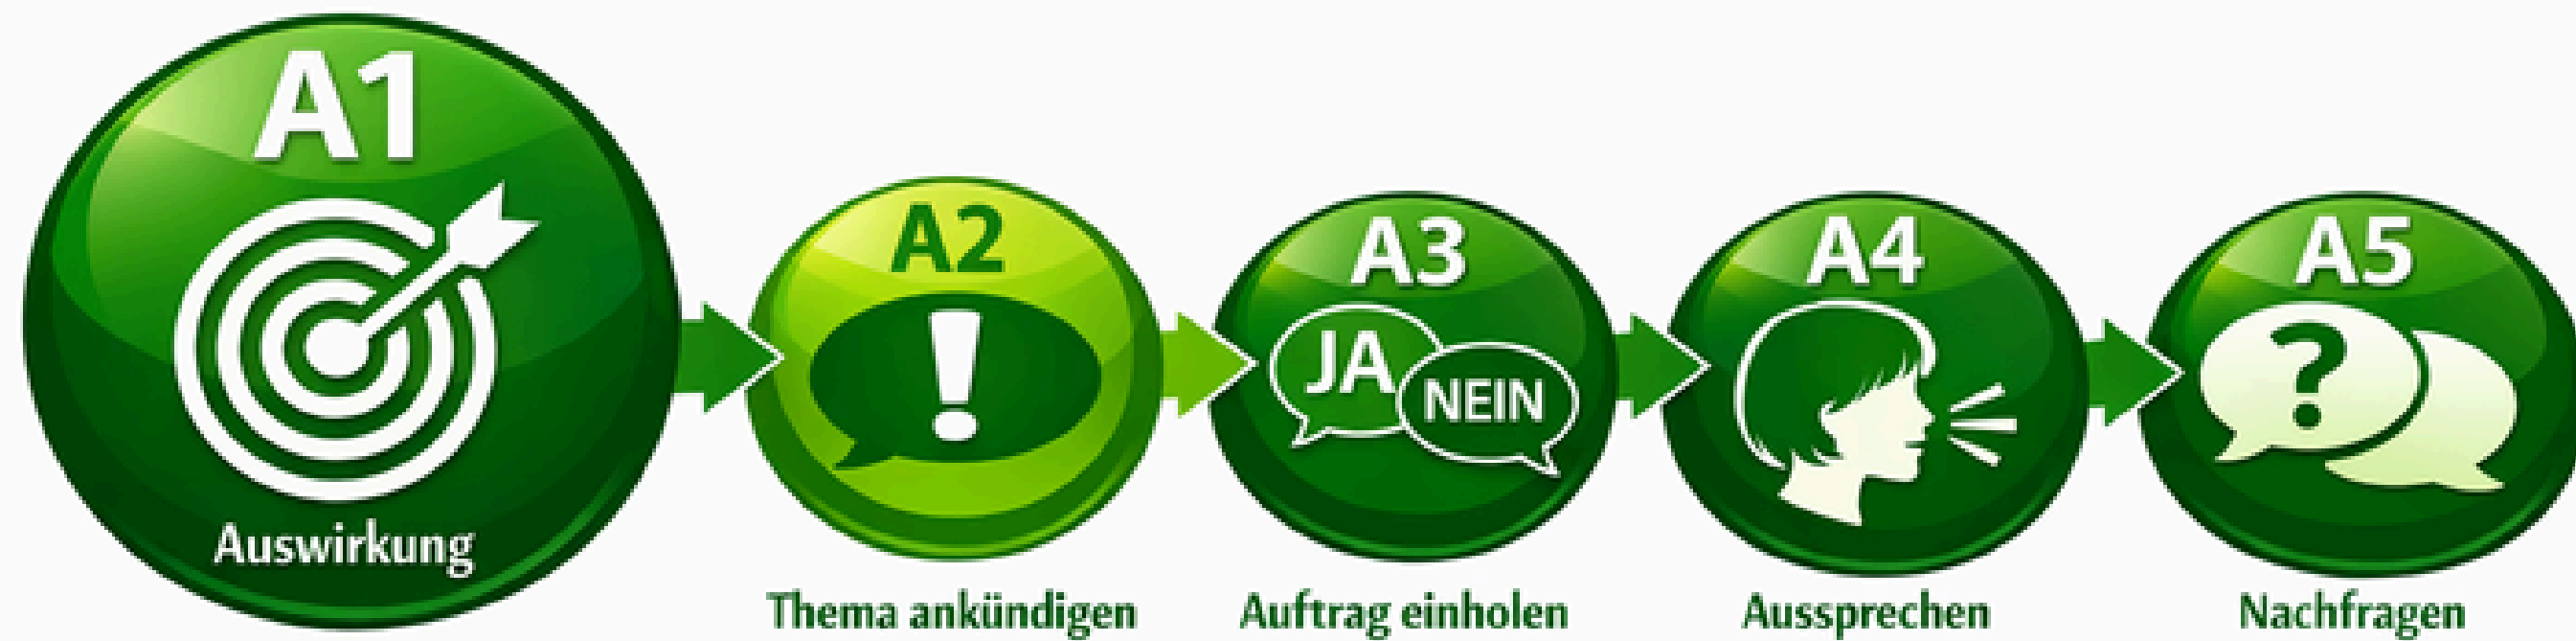 A1
Auswirkung
A2
!
Thema ankündigen
A3
JA
NEIN
Auftrag einholen
A4
Aussprechen
A5
?
Nachfragen